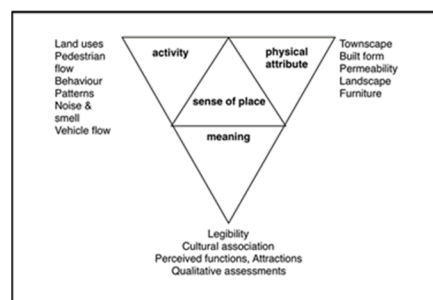 Land uses
Pedestrian
flow
Behaviour
Patterns
Noise &
smell
Vehicle flow
activity
physical
attribute
sense of place
meaning
Townscape
Built form
Permeability
Landscape
Furniture
Legibility
Cultural association
Perceived functions, Attractions
Qualitative assessments